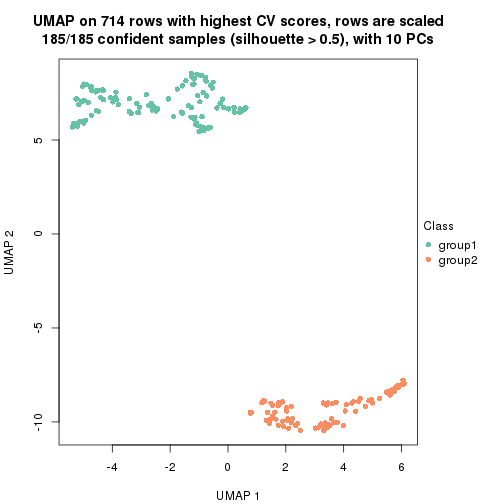 UMAP on 714 rows with highest CV scores, rows are scaled
185/185 confident samples (silhouette > 0.5), with 10 PCs
5
0
-5
-10
UMAP 2
-4
-2
0
2
4
6
UMAP 1
Class
group1
group2